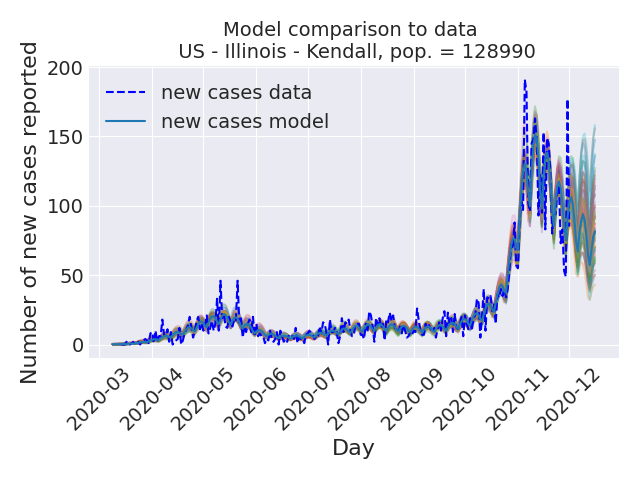 Model comparison to data
US - Illinois - Kendall, pop. = 128990
Number of new cases reported
200
150
100
50
0
new cases data
new cases model
2020-03
2020-04
2020-05
2020-06
2020-07
2020-08
2020-09
2020-10
2020-11
2020-12
Day